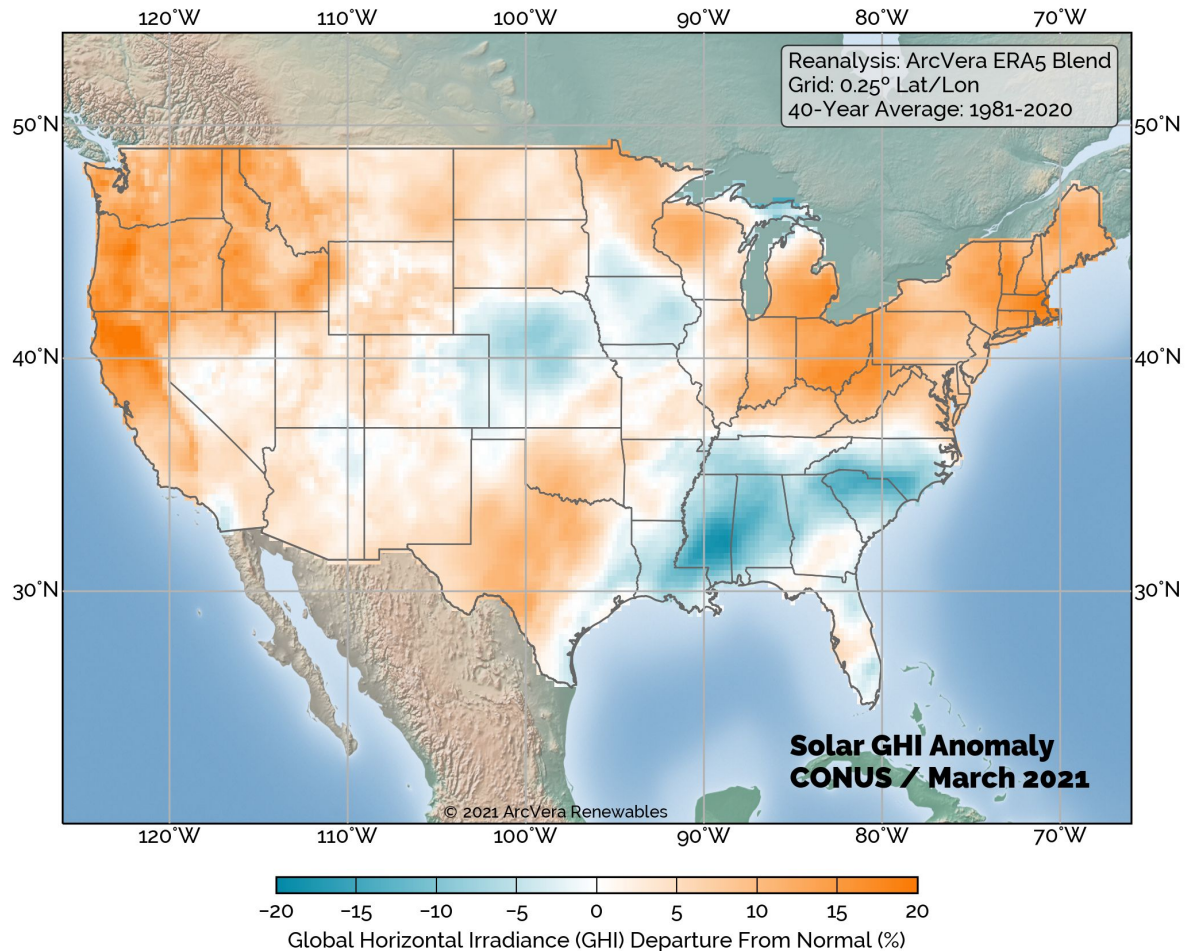 120°W 110°W 100°W 90°W 80°W 70°W
Reanalysis: ArcVera ERA5 Blend
Grid: 0.25º Lat/Lon
40-Year Average: 1981-2020
50°N 50°N
40°N 40°N
30°N 30°N
Solar GHI Anomaly
CONUS / March 2021
© 2021 ArcVera Renewables
120°W 110°W 100°W 90°W 80°W 70°W
−20 −15 −10 −5 0 5 10 15 20
Global Horizontal Irradiance (GHI) Departure From Normal (%)